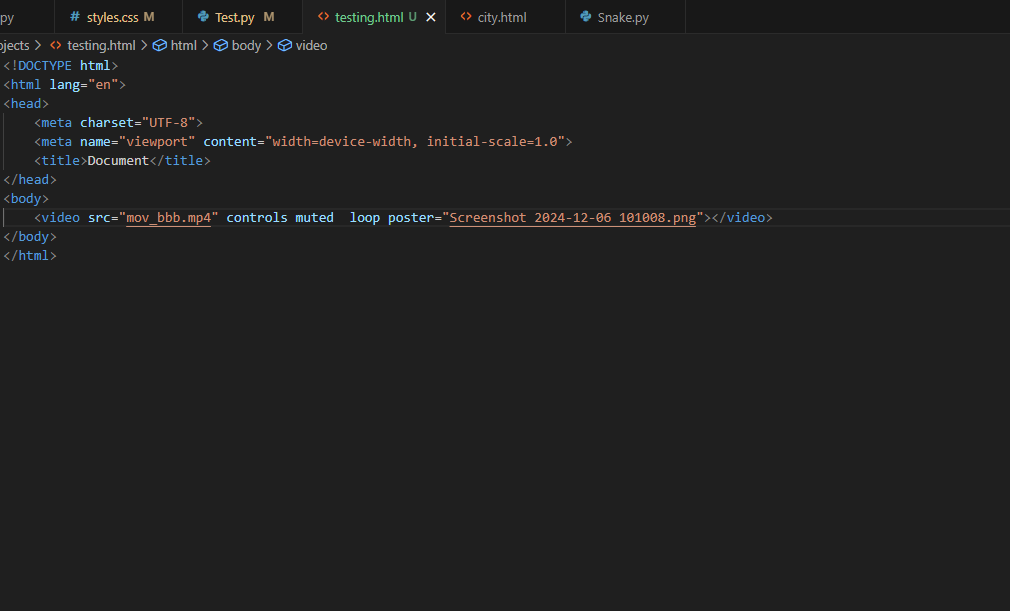 py # styles.css M Test.py M <> testing.html U × <> city.html Snake.py
ojects > <> testing.html > html > body > video
<!DOCTYPE html>
<html lang="en">
<head>
    <meta charset="UTF-8">
    <meta name="viewport" content="width=device-width, initial-scale=1.0">
    <title>Document</title>
</head>
<body>
    <video src="mov_bbb.mp4" controls muted  loop poster="Screenshot 2024-12-06 101008.png"></video>
</body>
</html>